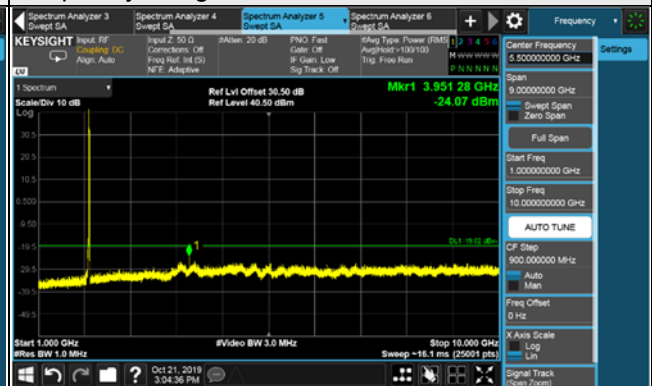 Spectrum Analyzer 3
Swept SA
Spectrum Analyzer 4
Swept SA
Spectrum Analyzer 5
Swept SA
Spectrum Analyzer 6
Swept SA
+
Frequency
KEYSIGHT
Input: RF
Coupling: DC
Align: Auto
Input Z: 50 Ω
Corrections: Off
Freq Ref: Int (S)
NFE: Adaptive
#Atten: 20 dB
PNO: Fast
Gate: Off
IF Gain: Low
Sig Track: Off
#Avg Type: Power (RMS)
Avg|Hold:>100/100
Trig: Free Run
1 2 3 4 5 6
M W W W W W
P N N N N N
LXI
1 Spectrum
Scale/Div 10 dB
Log
Ref Lvl Offset 30.50 dB
Ref Level 40.50 dBm
Mkr1 3.951 28 GHz
-24.07 dBm
30.5
20.5
10.5
0.500
-9.50
-19.5
-29.5
-39.5
-49.5
1
DL1 -19.02 dBm
Start 1.000 GHz
#Res BW 1.0 MHz
#Video BW 3.0 MHz
Stop 10.000 GHz
Sweep ~16.1 ms (25001 pts)
?
Oct 21, 2019
3:04:36 PM
Center Frequency
5.500000000 GHz
Span
9.00000000 GHz
Swept Span
Zero Span
Full Span
Start Freq
1.000000000 GHz
Stop Freq
10.000000000 GHz
AUTO TUNE
CF Step
900.000000 MHz
Auto
Man
Freq Offset
0 Hz
X Axis Scale
Log
Lin
Signal Track
(Span Zoom)
Settings